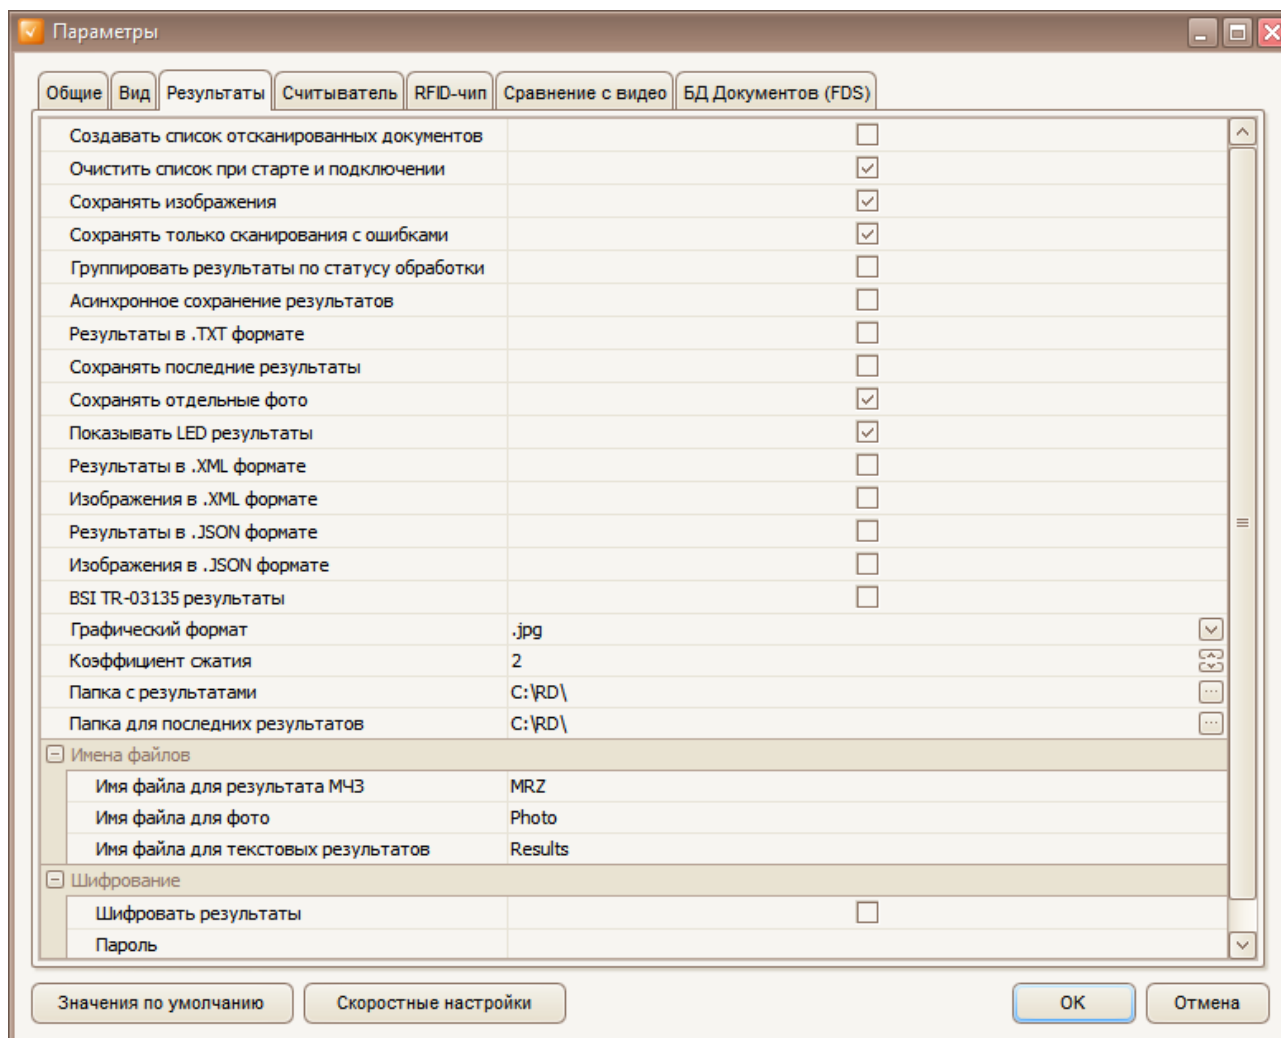 Параметры
Общие Вид Результаты Считыватель RFID-чип Сравнение с видео БД Документов (FDS)
Создавать список отсканированных документов
Очистить список при старте и подключении
Сохранять изображения
Сохранять только сканирования с ошибками
Группировать результаты по статусу обработки
Асинхронное сохранение результатов
Результаты в .TXT формате
Сохранять последние результаты
Сохранять отдельные фото
Показывать LED результаты
Результаты в .XML формате
Изображения в .XML формате
Результаты в .JSON формате
Изображения в .JSON формате
BSI TR-03135 результаты
Графический формат .jpg
Коэффициент сжатия 2
Папка с результатами C:\RD\
Папка для последних результатов C:\RD\
Имена файлов
Имя файла для результата МЧЗ MRZ
Имя файла для фото Photo
Имя файла для текстовых результатов Results
Шифрование
Шифровать результаты
Пароль
Значения по умолчанию Скоростные настройки OK Отмена